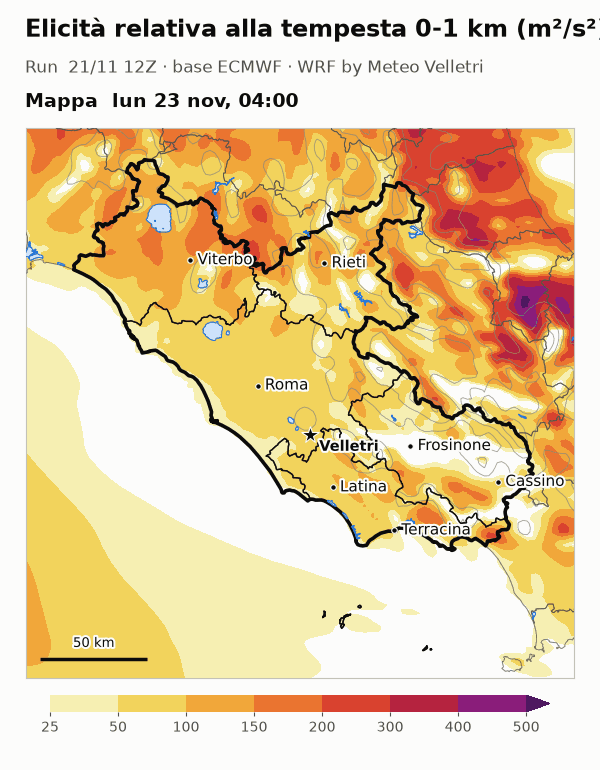 Elicità relativa alla tempesta 0-1 km (m²/s²)
Run 21/11 12Z · base ECMWF · WRF by Meteo Velletri
Mappa lun 23 nov, 04:00
Viterbo
Rieti
Roma
Velletri
Frosinone
Latina
Cassino
Terracina
50 km
25 50 100 150 200 300 400 500